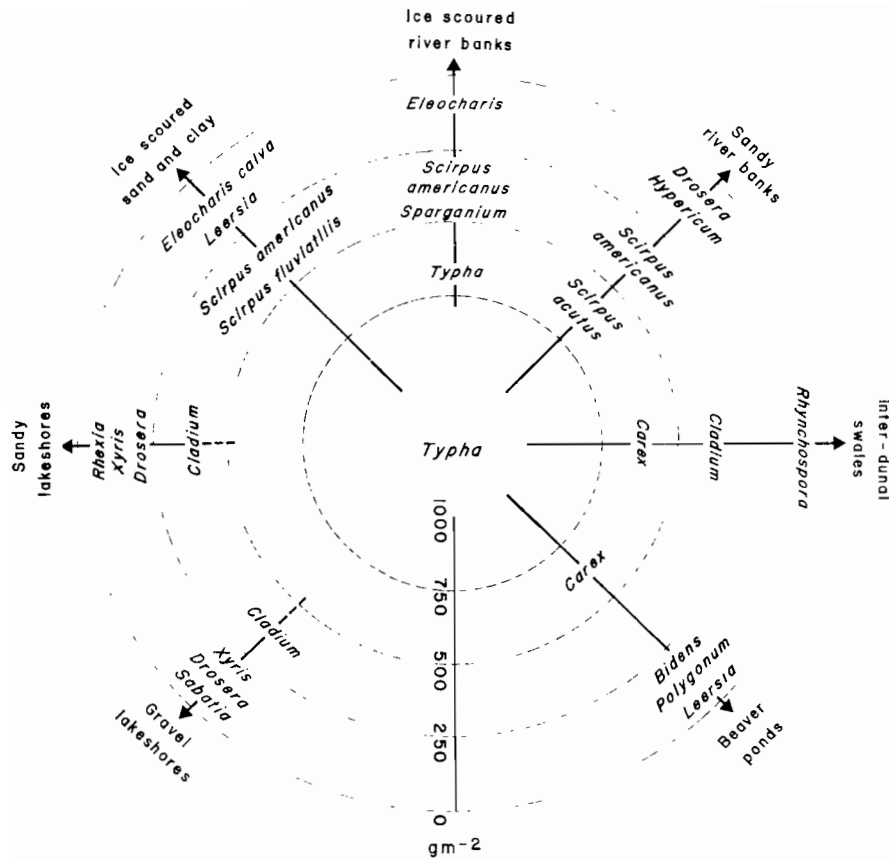 Ice scoured
river banks
Eleocharis
Scirpus
americanus
Sparganium
Typha
Sandy
river banks
Drosera
Hypericum
Scirpus
americanus
Scirpus
acutus
inter-dunal
swales
Rhynchospora
Cladium
Carex
Beaver
ponds
Leersia
Polygonum
Bidens
Carex
Typha
1000
750
500
250
0
gm-2
Gravel
lakeshores
Sabatia
Drosera
Xyris
Cladium
Sandy
lakeshores
Rhexia
Xyris
Drosera
Cladium
Ice scoured
sand and clay
Eleocharis calva
Leersia
Scirpus americanus
Scirpus fluviatilis